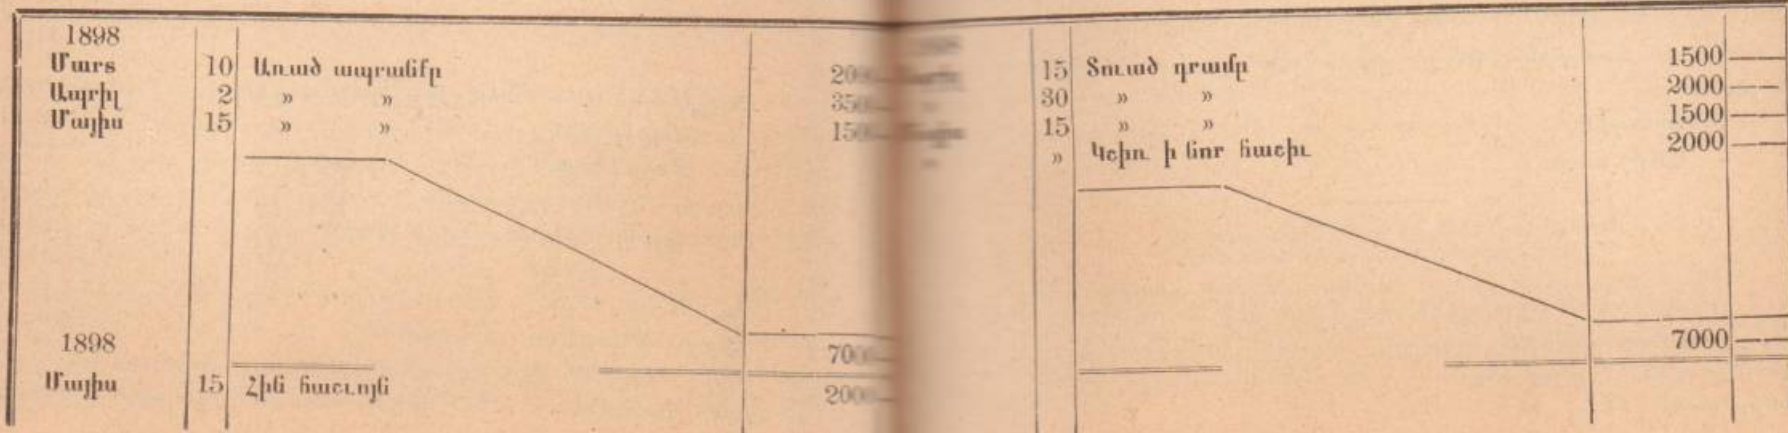 1898
Մարտ 10 Առած ապրանքը 2000
Ապրիլ 2 » » 3500
Մայիս 15 » » 1500
7000
1898
Մայիս 15 Հին հաշւոյն 2000
15 Տուած դրամը 1500 —
30 » » 2000 —
15 » » 1500 —
» Կշիռ ի նոր հաշիւ 2000 —
7000 —